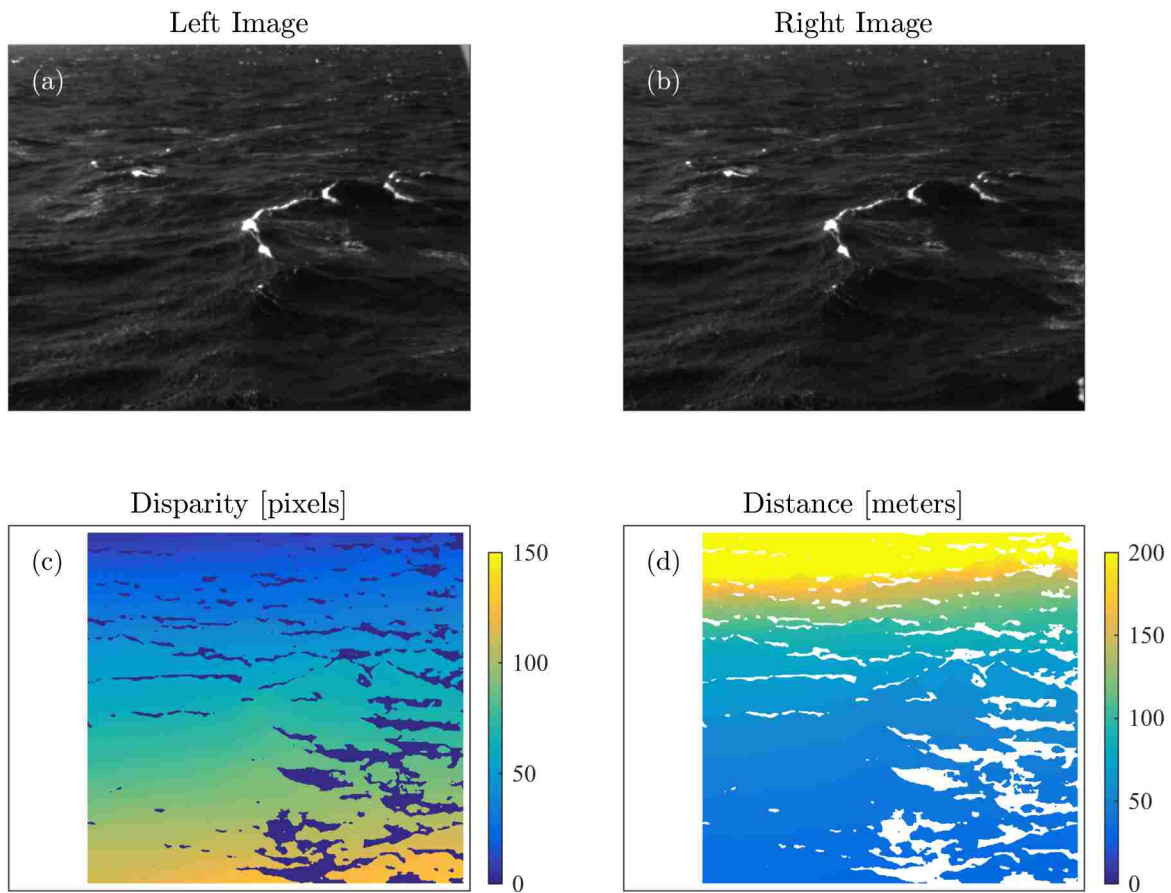 Left Image
Right Image
(a)
(b)
Disparity [pixels]
Distance [meters]
(c)
150
100
50
0
(d)
200
150
100
50
0